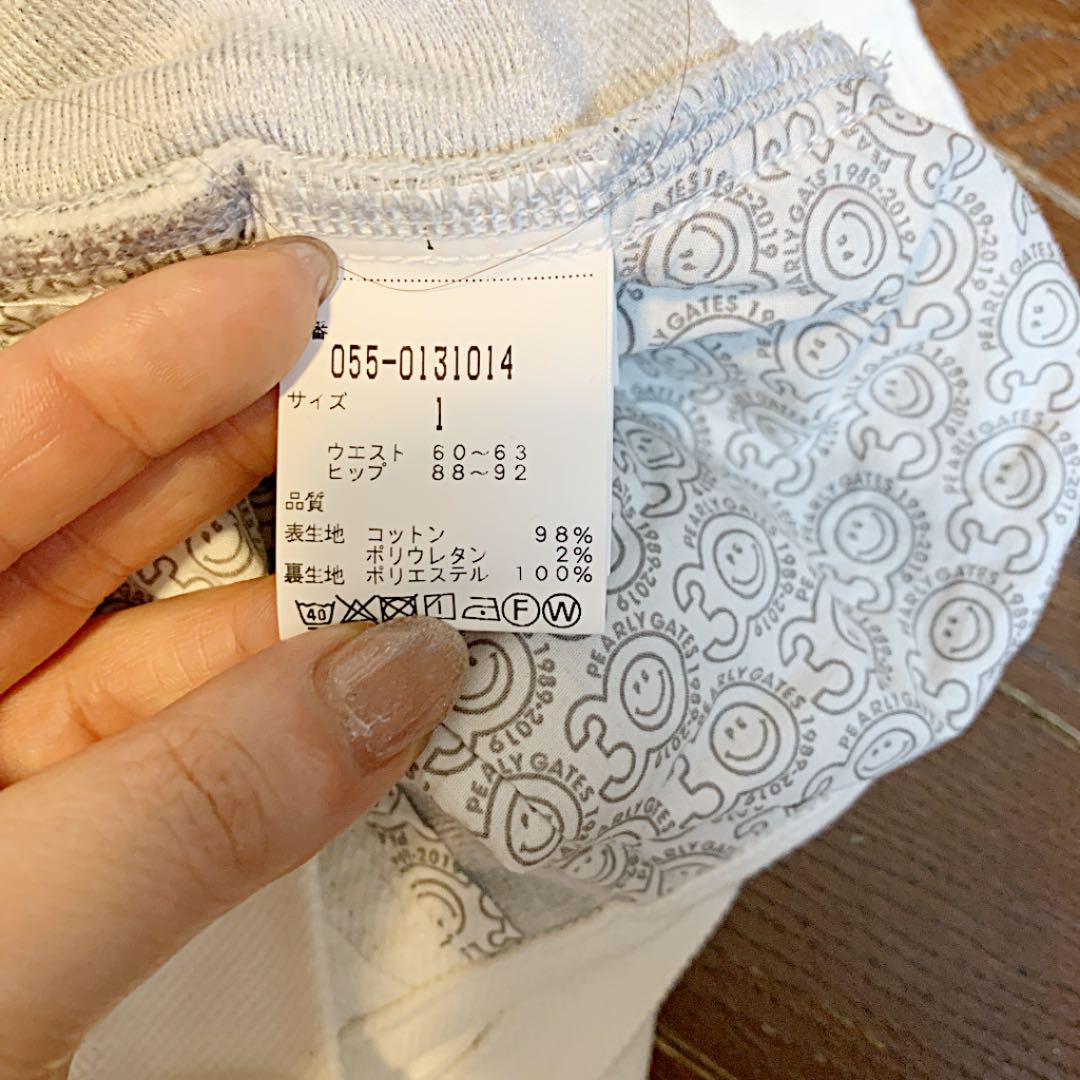 番
055-0131014
サイズ
1
ウエスト 60〜63
ヒップ 88〜92
品質
表生地 コットン 98%
ポリウレタン 2%
裏生地 ポリエステル 100%
40 F W
PEARLY GATES 1989-2019
30